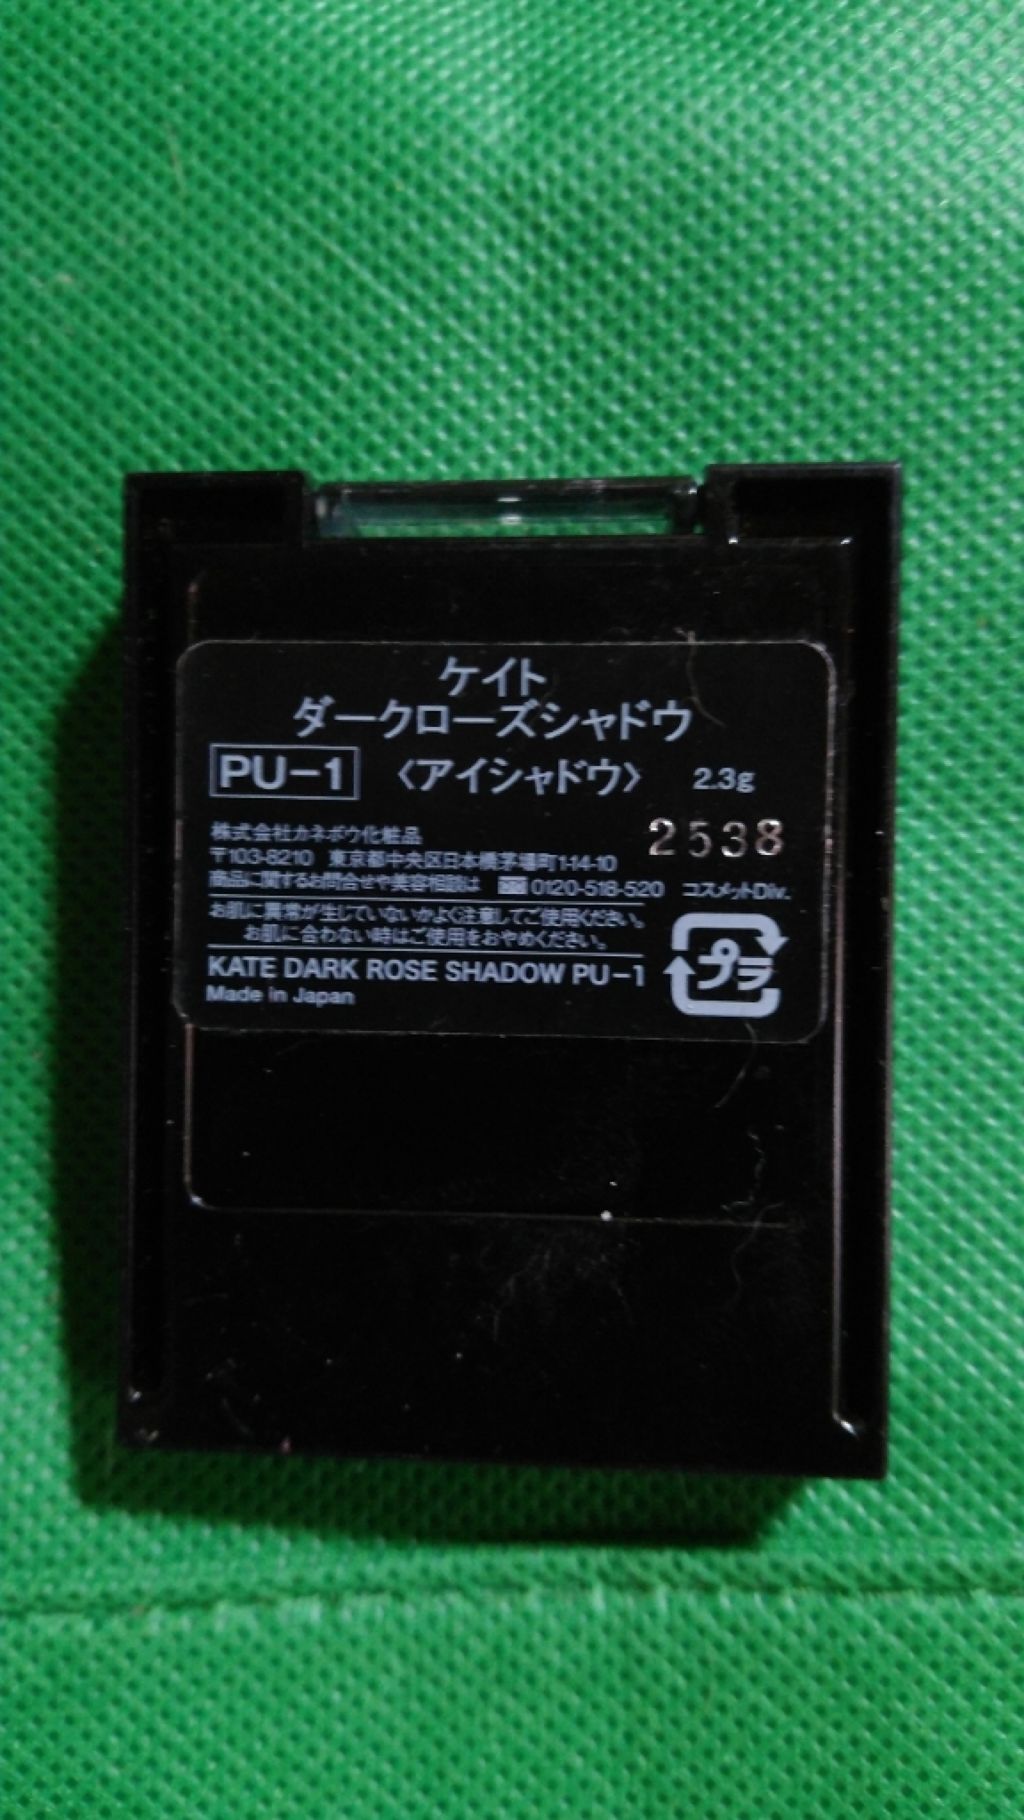 ケイト
ダークローズシャドウ
PU-1 〈アイシャドウ〉 2.3g
株式会社カネボウ化粧品 2538
〒103-8210 東京都中央区日本橋茅場町1-14-10
商品に関するお問合せや美容相談は 0120-518-520 コスメットDiv.
お肌に異常が生じていないかよく注意してご使用ください。
お肌に合わない時はご使用をおやめください。
プラ
KATE DARK ROSE SHADOW PU-1
Made in Japan